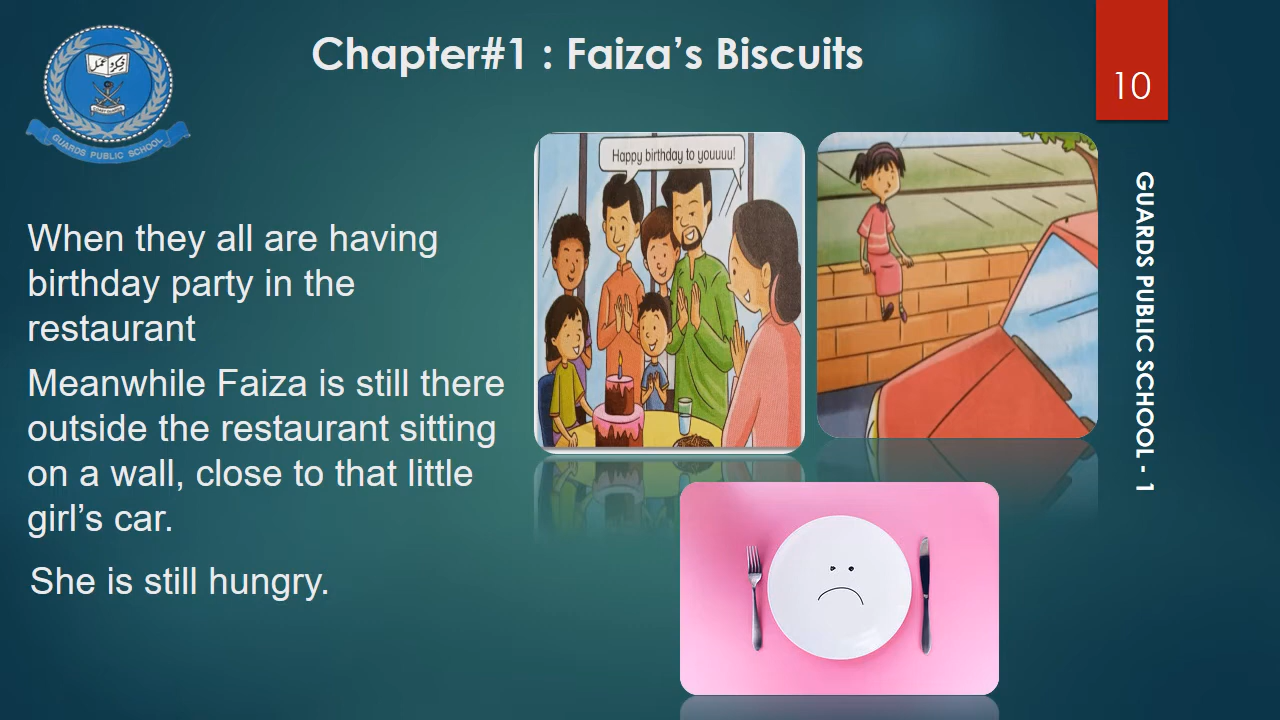 Chapter#1 : Faiza's Biscuits
10
GUARDS PUBLIC SCHOOL
When they all are having
birthday party in the
restaurant
Meanwhile Faiza is still there
outside the restaurant sitting
on a wall, close to that little
girl's car.
She is still hungry.
Happy birthday to youuuu!
GUARDS PUBLIC SCHOOL - 1